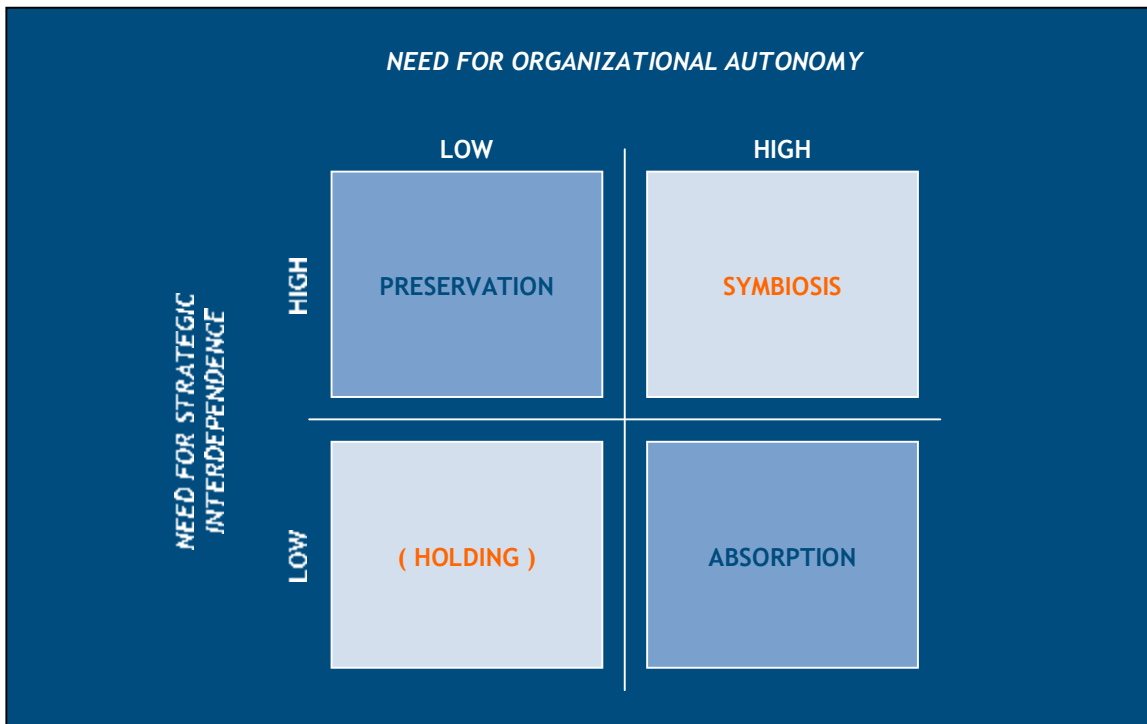 NEED FOR ORGANIZATIONAL AUTONOMY
LOW
HIGH
NEED FOR STRATEGIC
INTERDEPENDENCE
HIGH
PRESERVATION
SYMBIOSIS
LOW
( HOLDING )
ABSORPTION